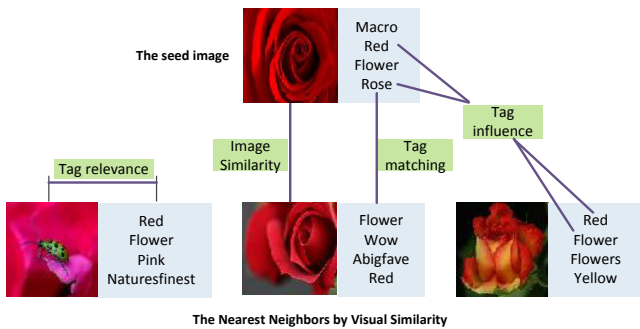 The seed image
Macro
Red
Flower
Rose
Tag
influence
Image
Similarity
Tag
matching
Tag relevance
Red
Flower
Pink
Naturesfinest
Flower
Wow
Abigfave
Red
Red
Flower
Flowers
Yellow
The Nearest Neighbors by Visual Similarity